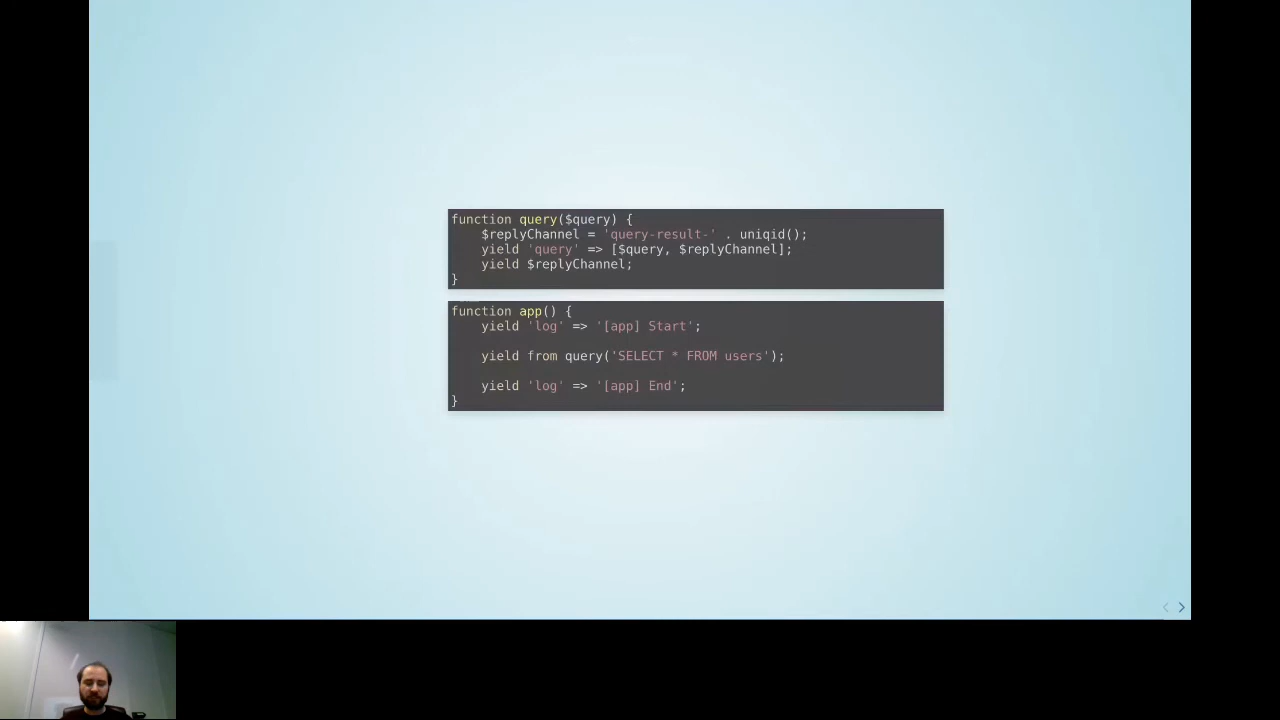 function query($query) {
    $replyChannel = 'query-result-' . uniqid();
    yield 'query' => [$query, $replyChannel];
    yield $replyChannel;
}
function app() {
    yield 'log' => '[app] Start';
    yield from query('SELECT * FROM users');
    yield 'log' => '[app] End';
}